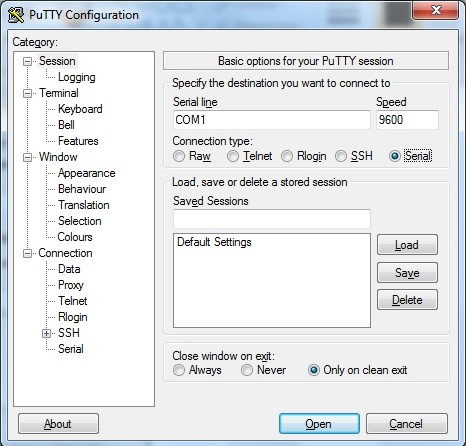 PuTTY Configuration
Category:
Session
Logging
Terminal
Keyboard
Bell
Features
Window
Appearance
Behaviour
Translation
Selection
Colours
Connection
Data
Proxy
Telnet
Rlogin
SSH
Serial
Basic options for your PuTTY session
Specify the destination you want to connect to
Serial line Speed
COM1 9600
Connection type:
Raw Telnet Rlogin SSH Serial
Load, save or delete a stored session
Saved Sessions
Default Settings
Load
Save
Delete
Close window on exit:
Always Never Only on clean exit
About Open Cancel